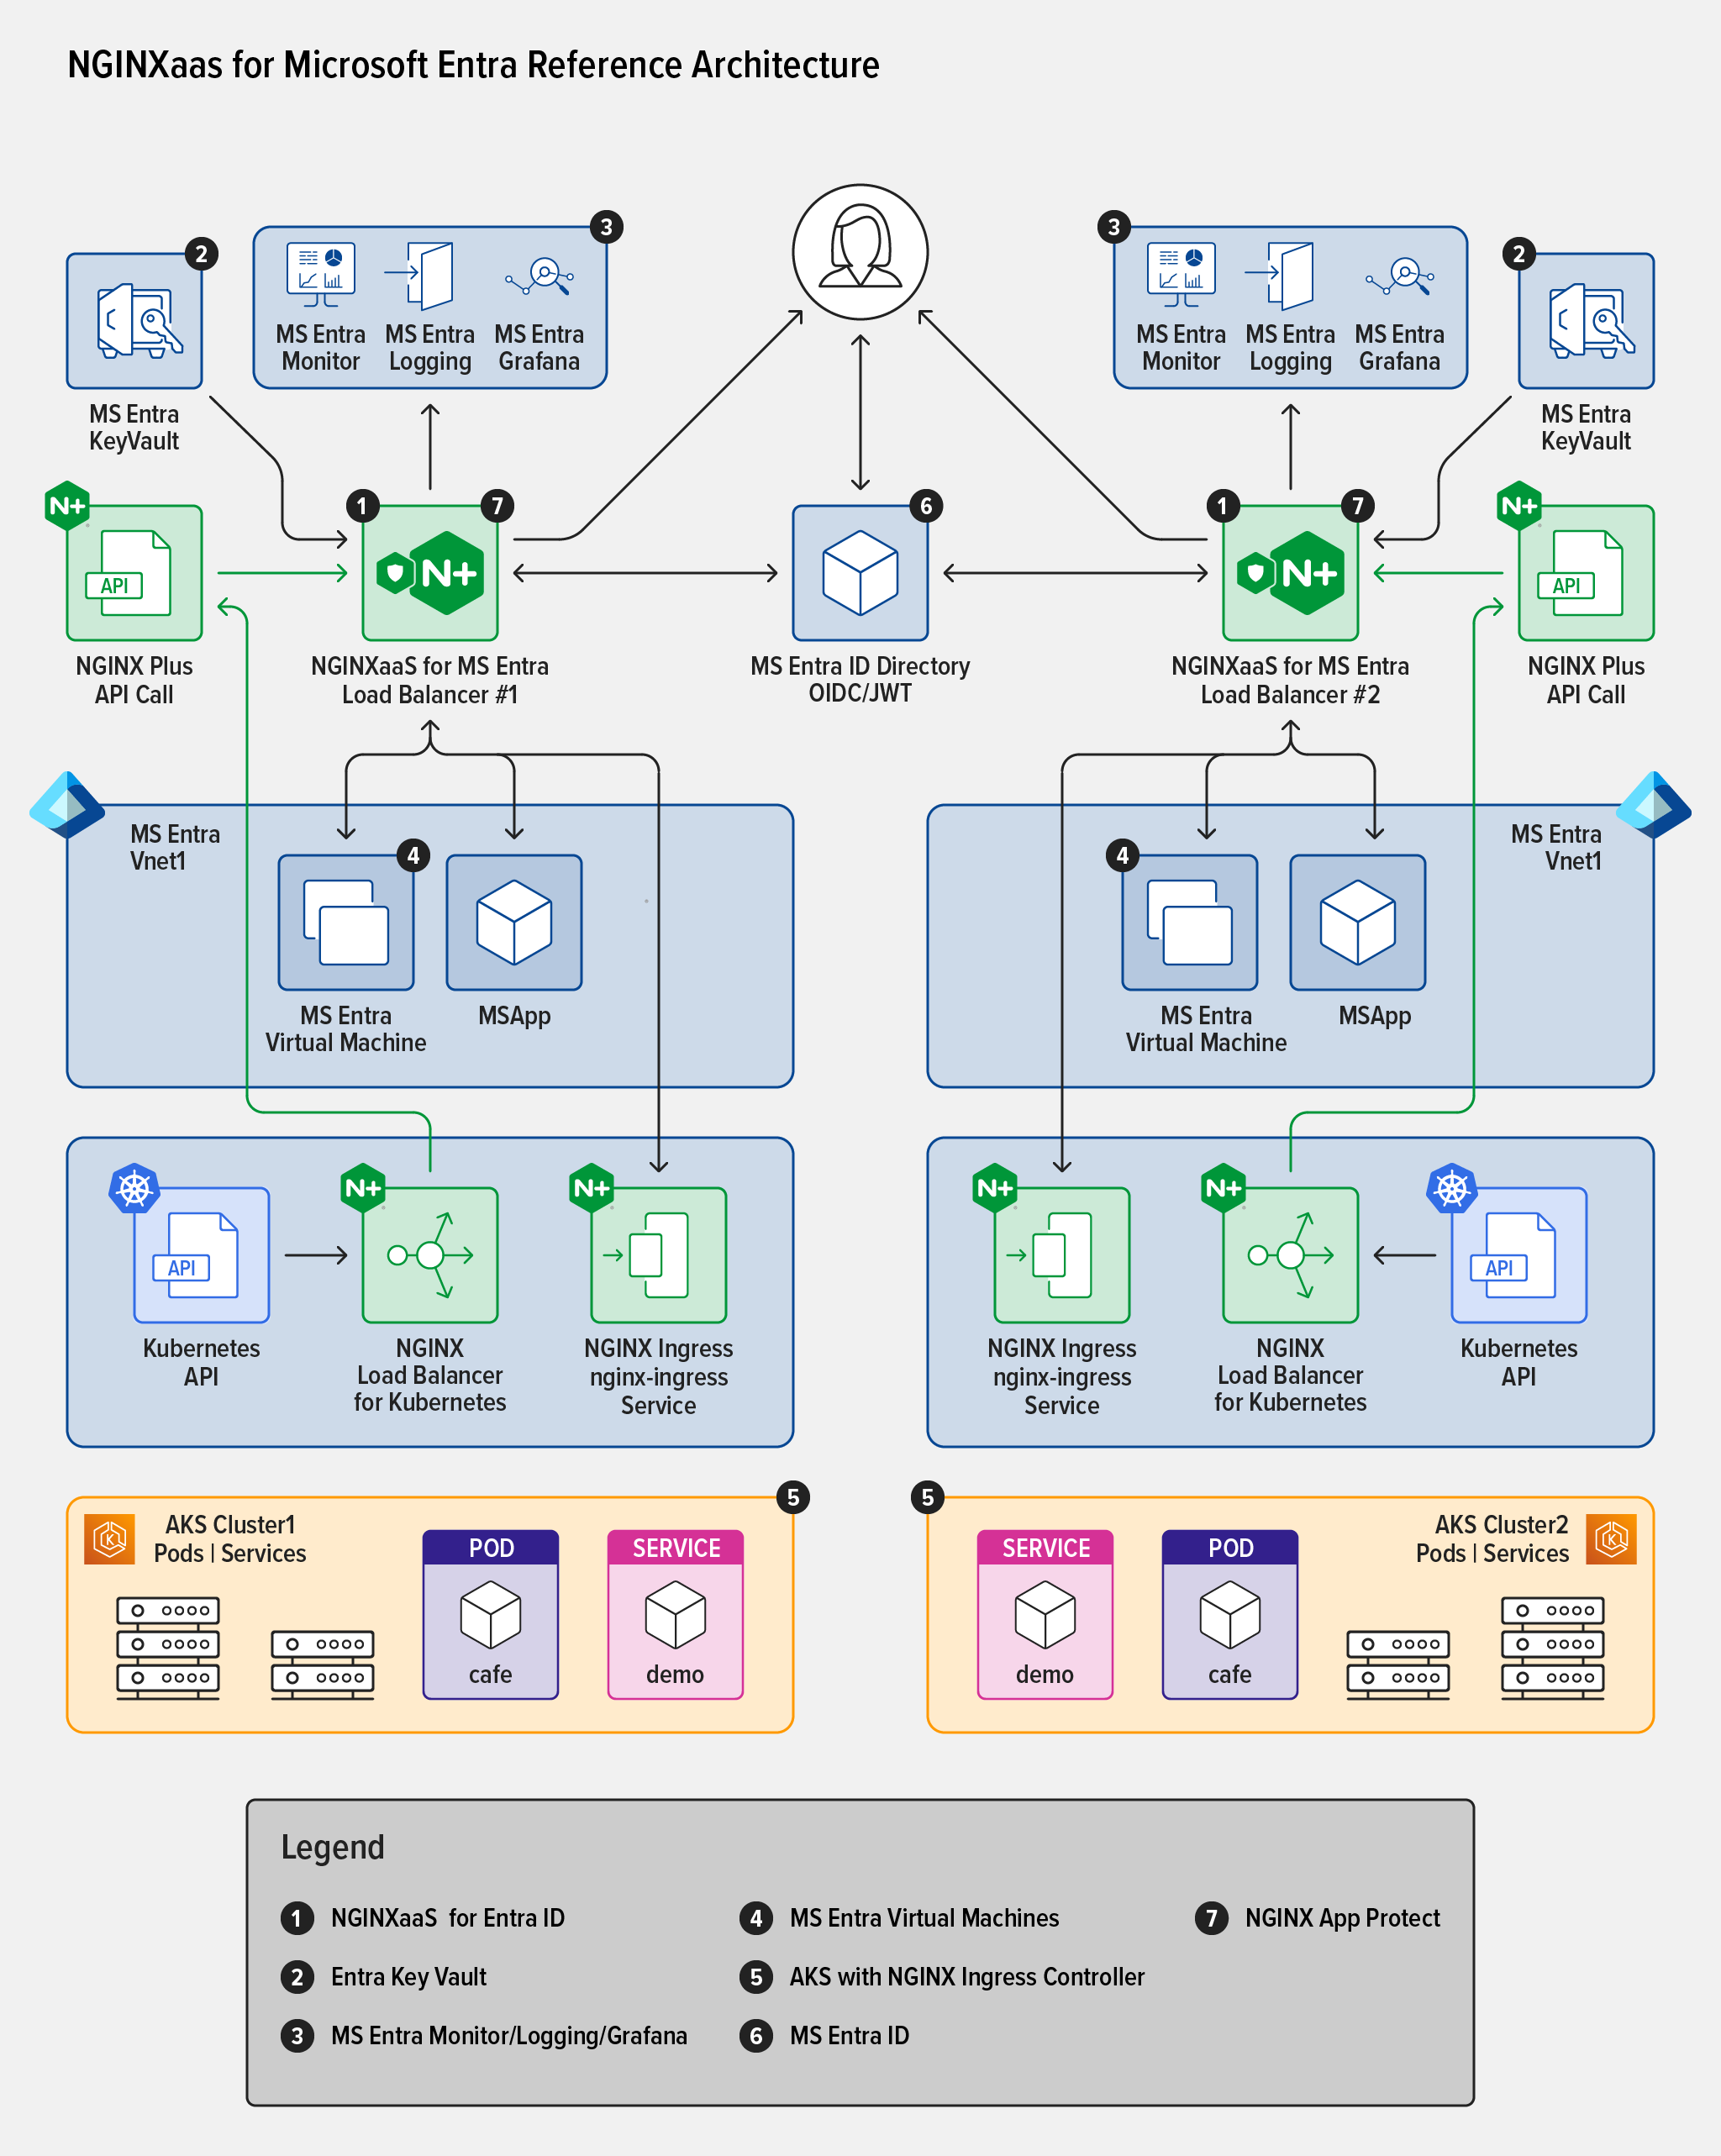 NGINXaas for Microsoft Entra Reference Architecture
2
MS Entra
KeyVault
3
MS Entra
Monitor
MS Entra
Logging
MS Entra
Grafana
3
MS Entra
Monitor
MS Entra
Logging
MS Entra
Grafana
2
MS Entra
KeyVault
N+
API
NGINX Plus
API Call
1
7
N+
NGINXaaS for MS Entra
Load Balancer #1
6
MS Entra ID Directory
OIDC/JWT
1
7
N+
NGINXaaS for MS Entra
Load Balancer #2
N+
API
NGINX Plus
API Call
MS Entra
Vnet1
4
MS Entra
Virtual Machine
MSApp
MS Entra
Vnet1
4
MS Entra
Virtual Machine
MSApp
API
Kubernetes
API
N+
NGINX
Load Balancer
for Kubernetes
N+
NGINX Ingress
nginx-ingress
Service
N+
NGINX Ingress
nginx-ingress
Service
N+
NGINX
Load Balancer
for Kubernetes
API
Kubernetes
API
5
K
AKS Cluster1
Pods | Services
POD
cafe
SERVICE
demo
5
SERVICE
demo
POD
cafe
AKS Cluster2
Pods | Services
K
Legend
1 NGINXaaS for Entra ID
2 Entra Key Vault
3 MS Entra Monitor/Logging/Grafana
4 MS Entra Virtual Machines
5 AKS with NGINX Ingress Controller
6 MS Entra ID
7 NGINX App Protect